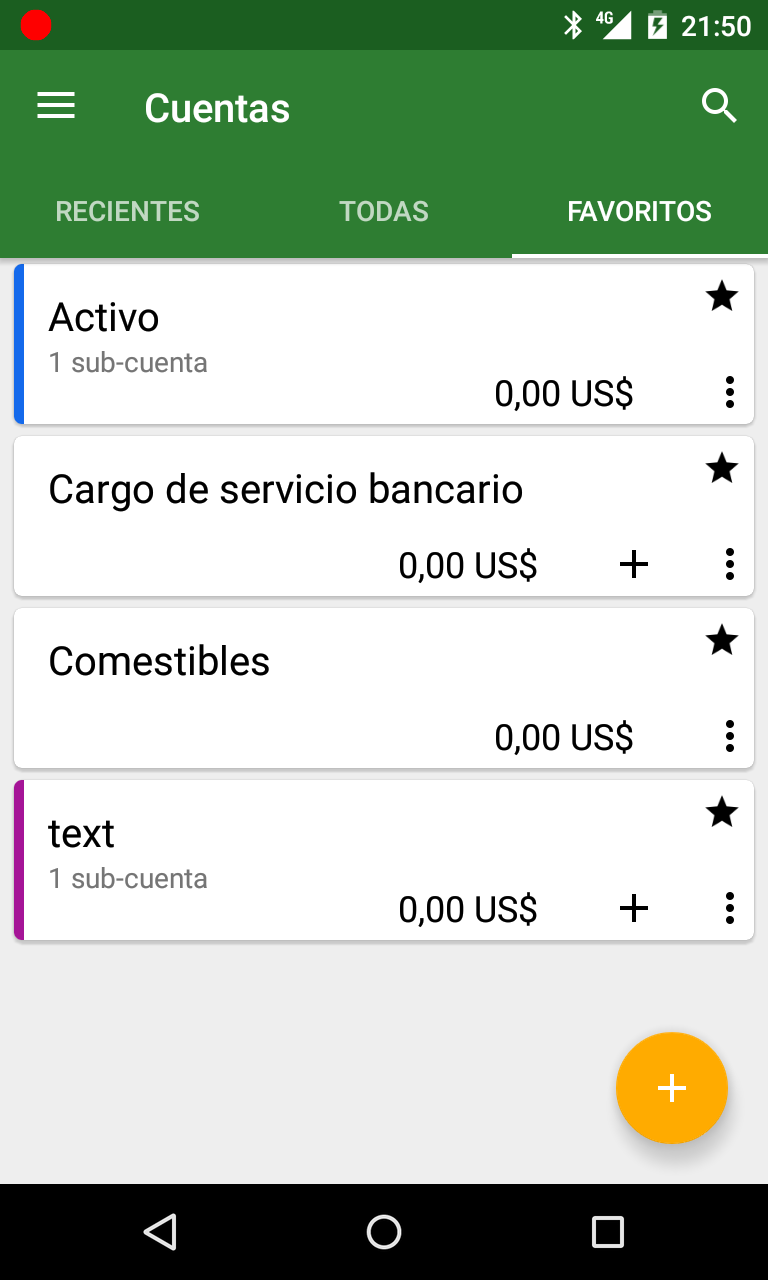 4G 21:50
Cuentas
RECIENTES TODAS FAVORITOS
Activo
1 sub-cuenta
0,00 US$
Cargo de servicio bancario
0,00 US$
Comestibles
0,00 US$
text
1 sub-cuenta
0,00 US$